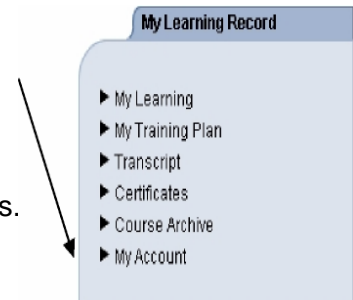 My Learning Record
My Learning
My Training Plan
Transcript
Certificates
s.
Course Archive
My Account